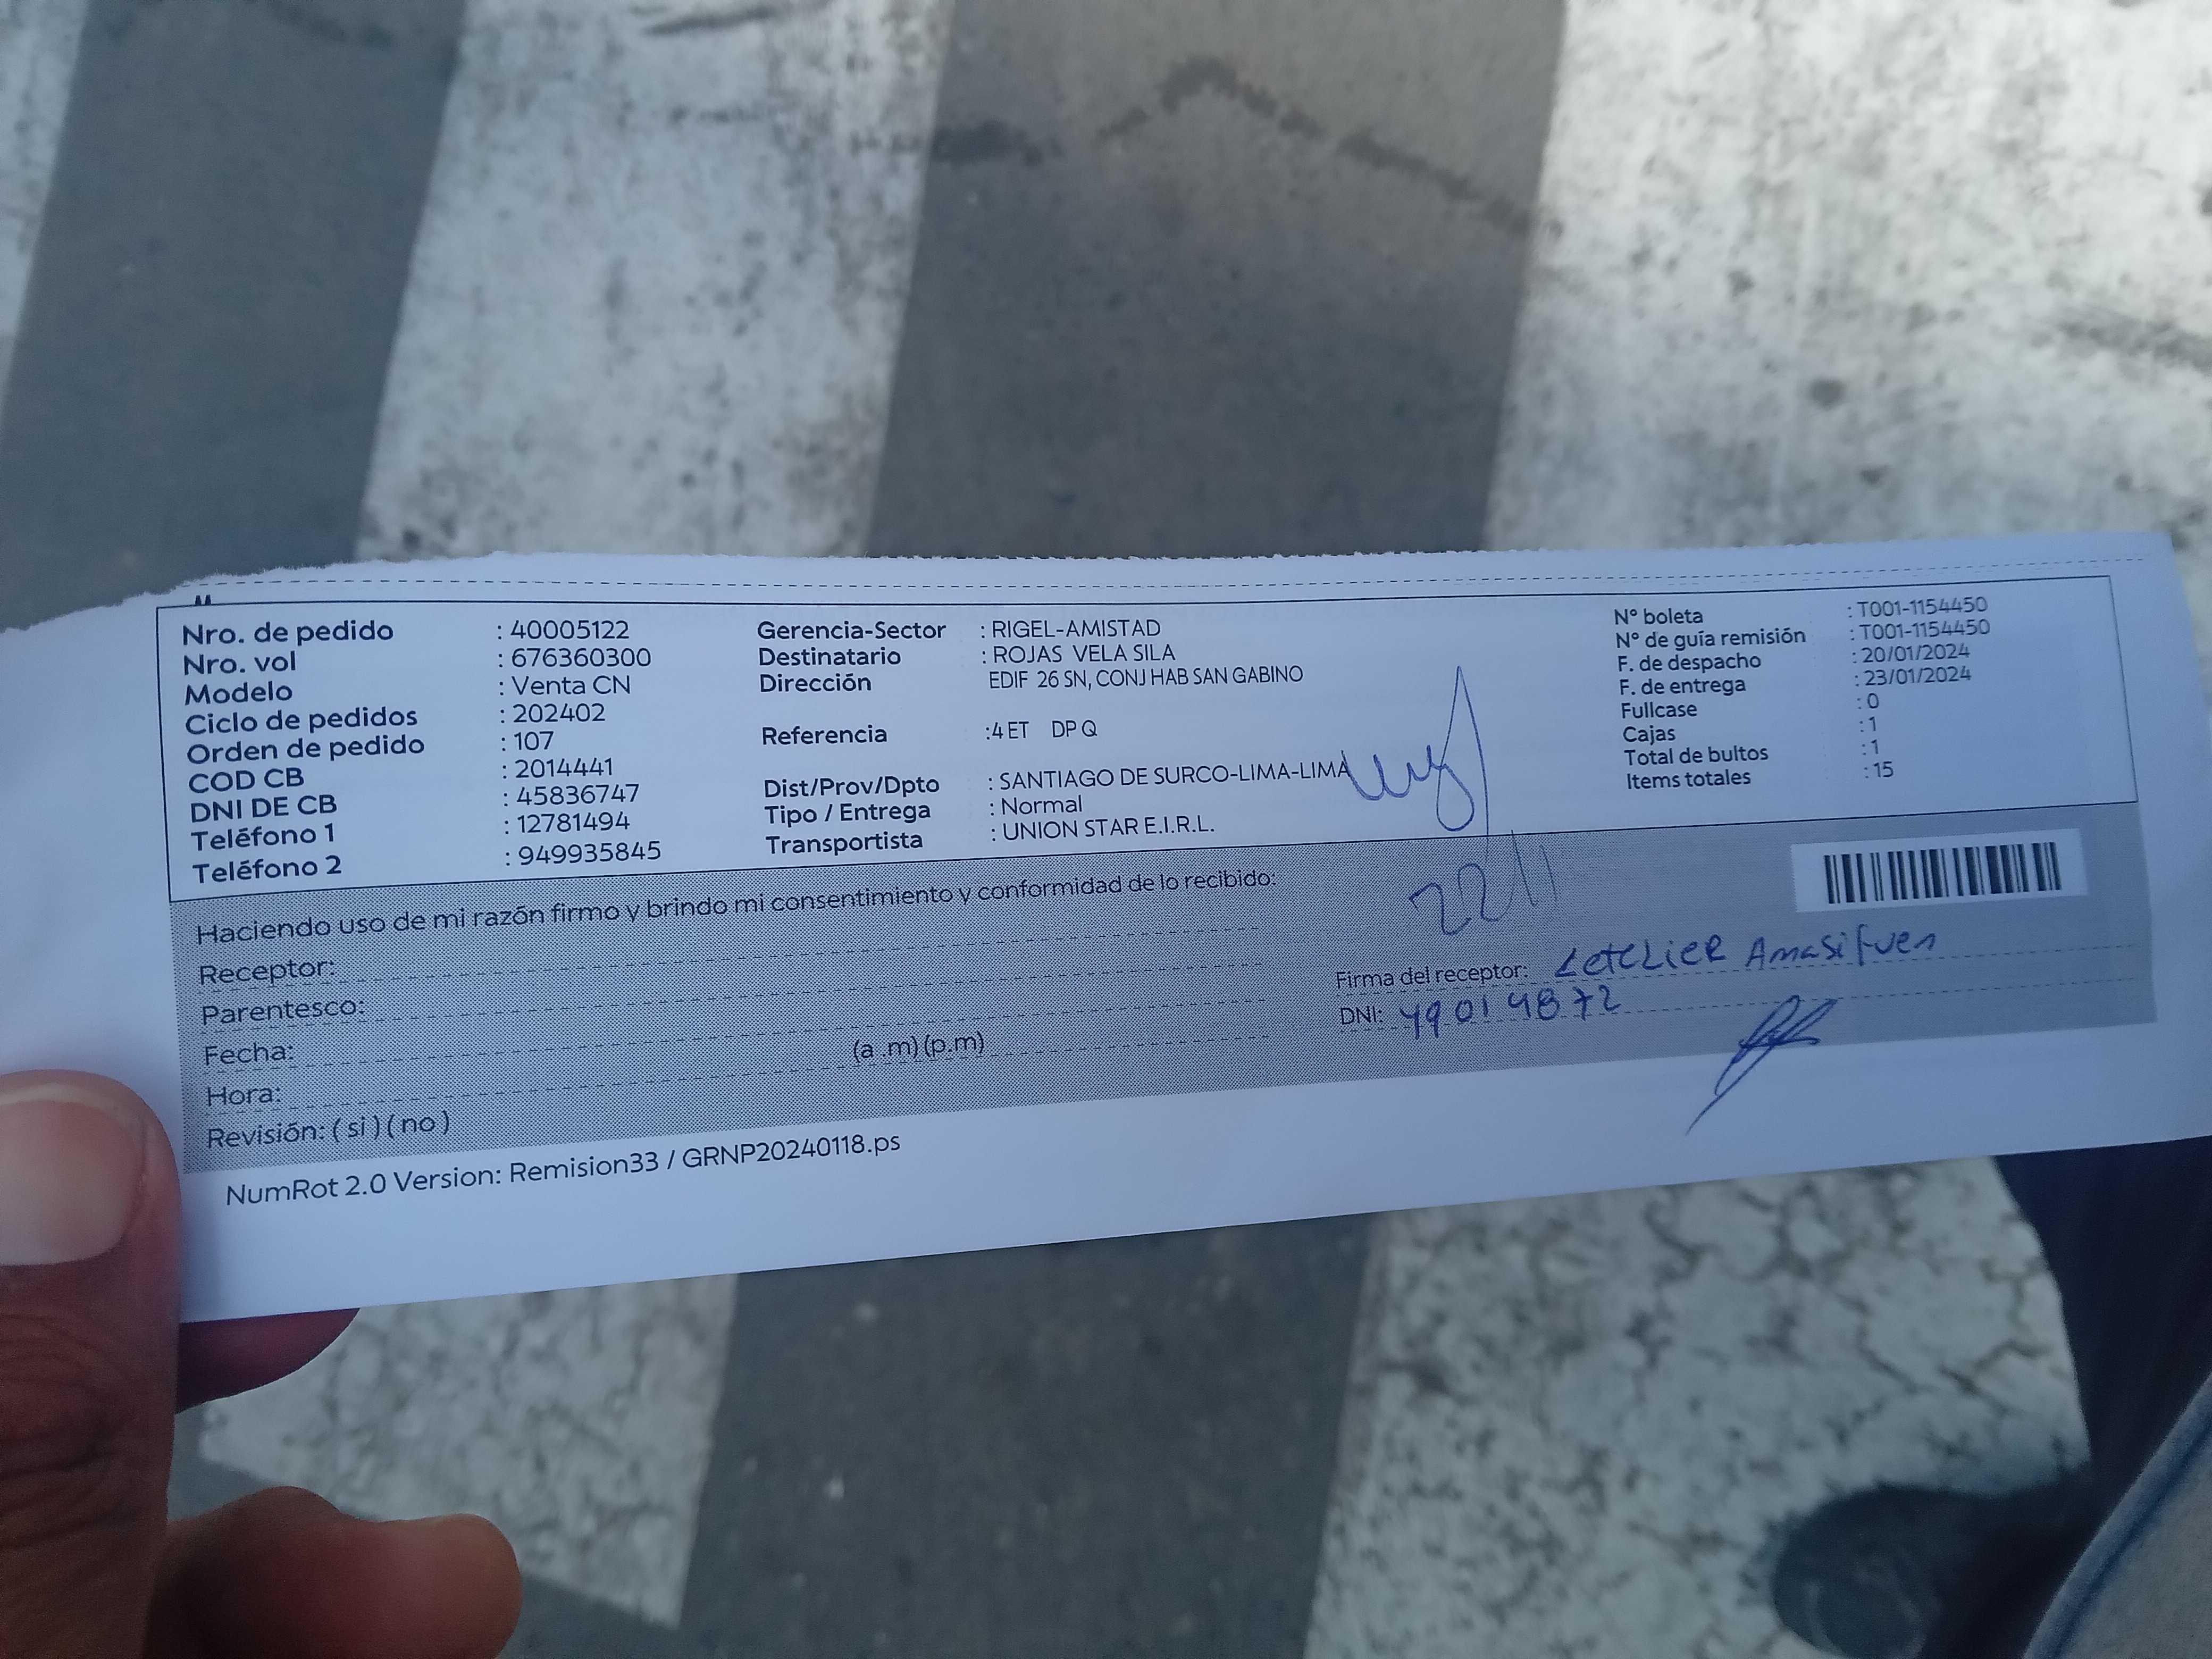 Nro. de pedido : 40005122
Nro. vol : 676360300
Modelo : Venta CN
Ciclo de pedidos : 202402
Orden de pedido : 107
COD CB : 2014441
DNI DE CB : 45836747
Teléfono 1 : 12781494
Teléfono 2 : 949935845
Gerencia-Sector : RIGEL-AMISTAD
Destinatario : ROJAS VELA SILA
Dirección EDIF 26 SN, CONJ HAB SAN GABINO
Referencia :4 ET DP Q
Dist/Prov/Dpto : SANTIAGO DE SURCO-LIMA-LIMA
Tipo / Entrega : Normal
Transportista : UNION STAR E.I.R.L.
N° boleta : T001-1154450
N° de guía remisión : T001-1154450
F. de despacho : 20/01/2024
F. de entrega : 23/01/2024
Fullcase : 0
Cajas : 1
Total de bultos : 1
Items totales : 15
Haciendo uso de mi razón firmo y brindo mi consentimiento y conformidad de lo recibido:
Receptor:
Parentesco:
Fecha:
Hora: (a .m) (p.m)
Revisión: ( si ) ( no )
Firma del receptor: LetcLieR Amasifuen
DNI: 49014872
NumRot 2.0 Version: Remision33 / GRNP20240118.ps